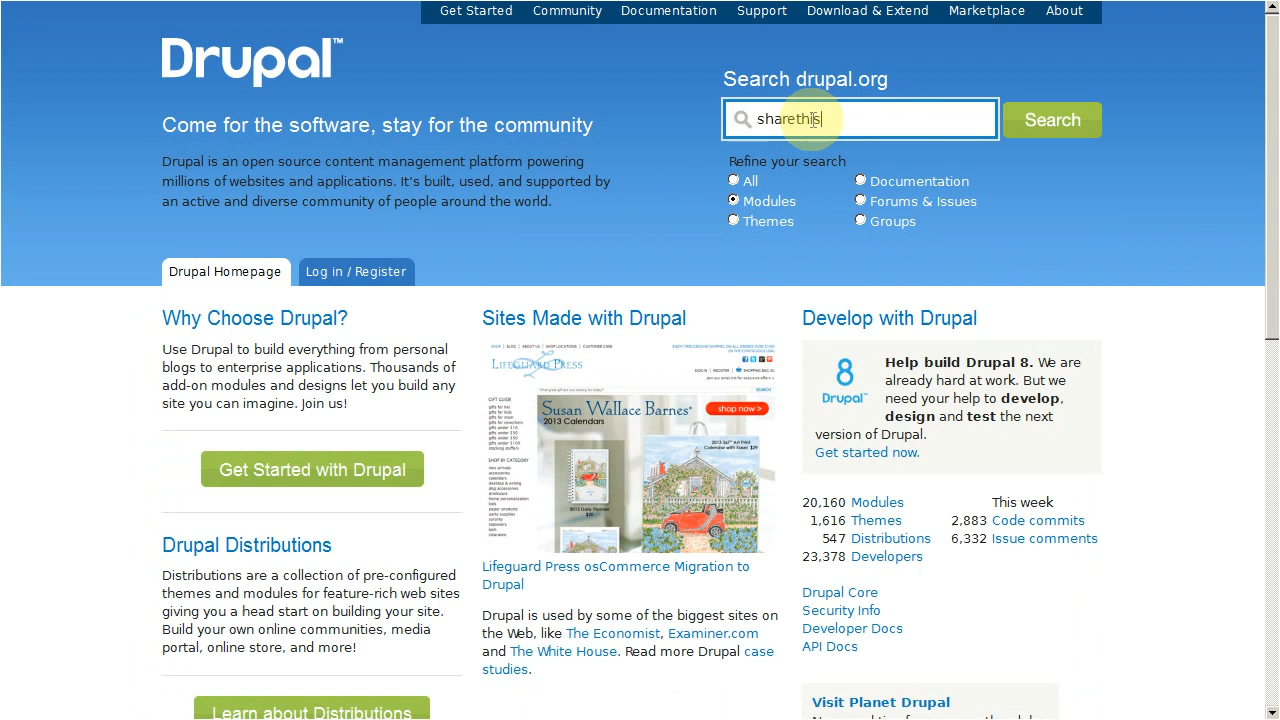 Get Started Community Documentation Support Download & Extend Marketplace About
Drupal™
Search drupal.org
sharethis
Search
Come for the software, stay for the community
Refine your search
Drupal is an open source content management platform powering
millions of websites and applications. It's built, used, and supported by
an active and diverse community of people around the world.
All
Documentation
Modules
Forums & Issues
Themes
Groups
Drupal Homepage
Log in / Register
Why Choose Drupal?
Use Drupal to build everything from personal
blogs to enterprise applications. Thousands of
add-on modules and designs let you build any
site you can imagine. Join us!
Get Started with Drupal
Drupal Distributions
Distributions are a collection of pre-configured
themes and modules for feature-rich web sites
giving you a head start on building your site.
Build your own online communities, media
portal, online store, and more!
Learn about Distributions
Sites Made with Drupal
LIFEGUARD PRESS
SUSAN WALLACE BARNES
2013 Calendars
shop now >
Lifeguard Press osCommerce Migration to
Drupal
Drupal is used by some of the biggest sites on
the Web, like The Economist, Examiner.com
and The White House. Read more Drupal case
studies.
Develop with Drupal
8
Drupal
Help build Drupal 8. We are
already hard at work. But we
need your help to develop,
design and test the next
version of Drupal.
Get started now.
20,160 Modules
1,616 Themes
547 Distributions
23,378 Developers
This week
2,883 Code commits
6,332 Issue comments
Drupal Core
Security Info
Developer Docs
API Docs
Visit Planet Drupal